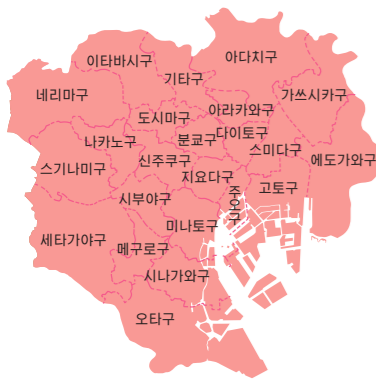 아다치구
이타바시구
기타구
네리마구
가쓰시카구
아라카와구
도시마구
다이토구
나카노구
분쿄구
스미다구
에도가와구
신주쿠구
스기나미구
지요다구
고토구
주오구
시부야구
미나토구
세타가야구
메구로구
시나가와구
오타구